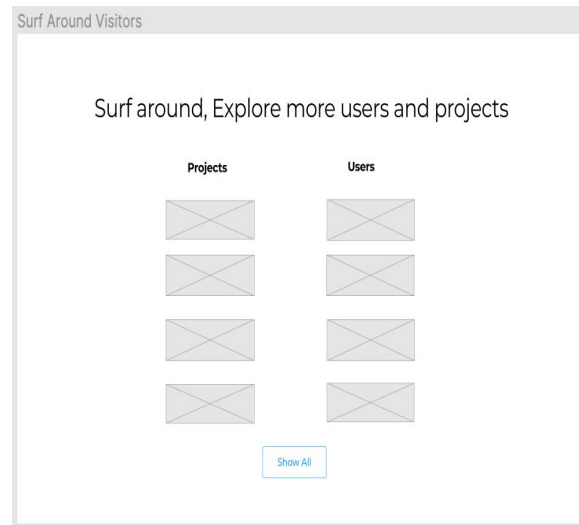 Surf Around Visitors
Surf around, Explore more users and projects
Projects
Users
Show All